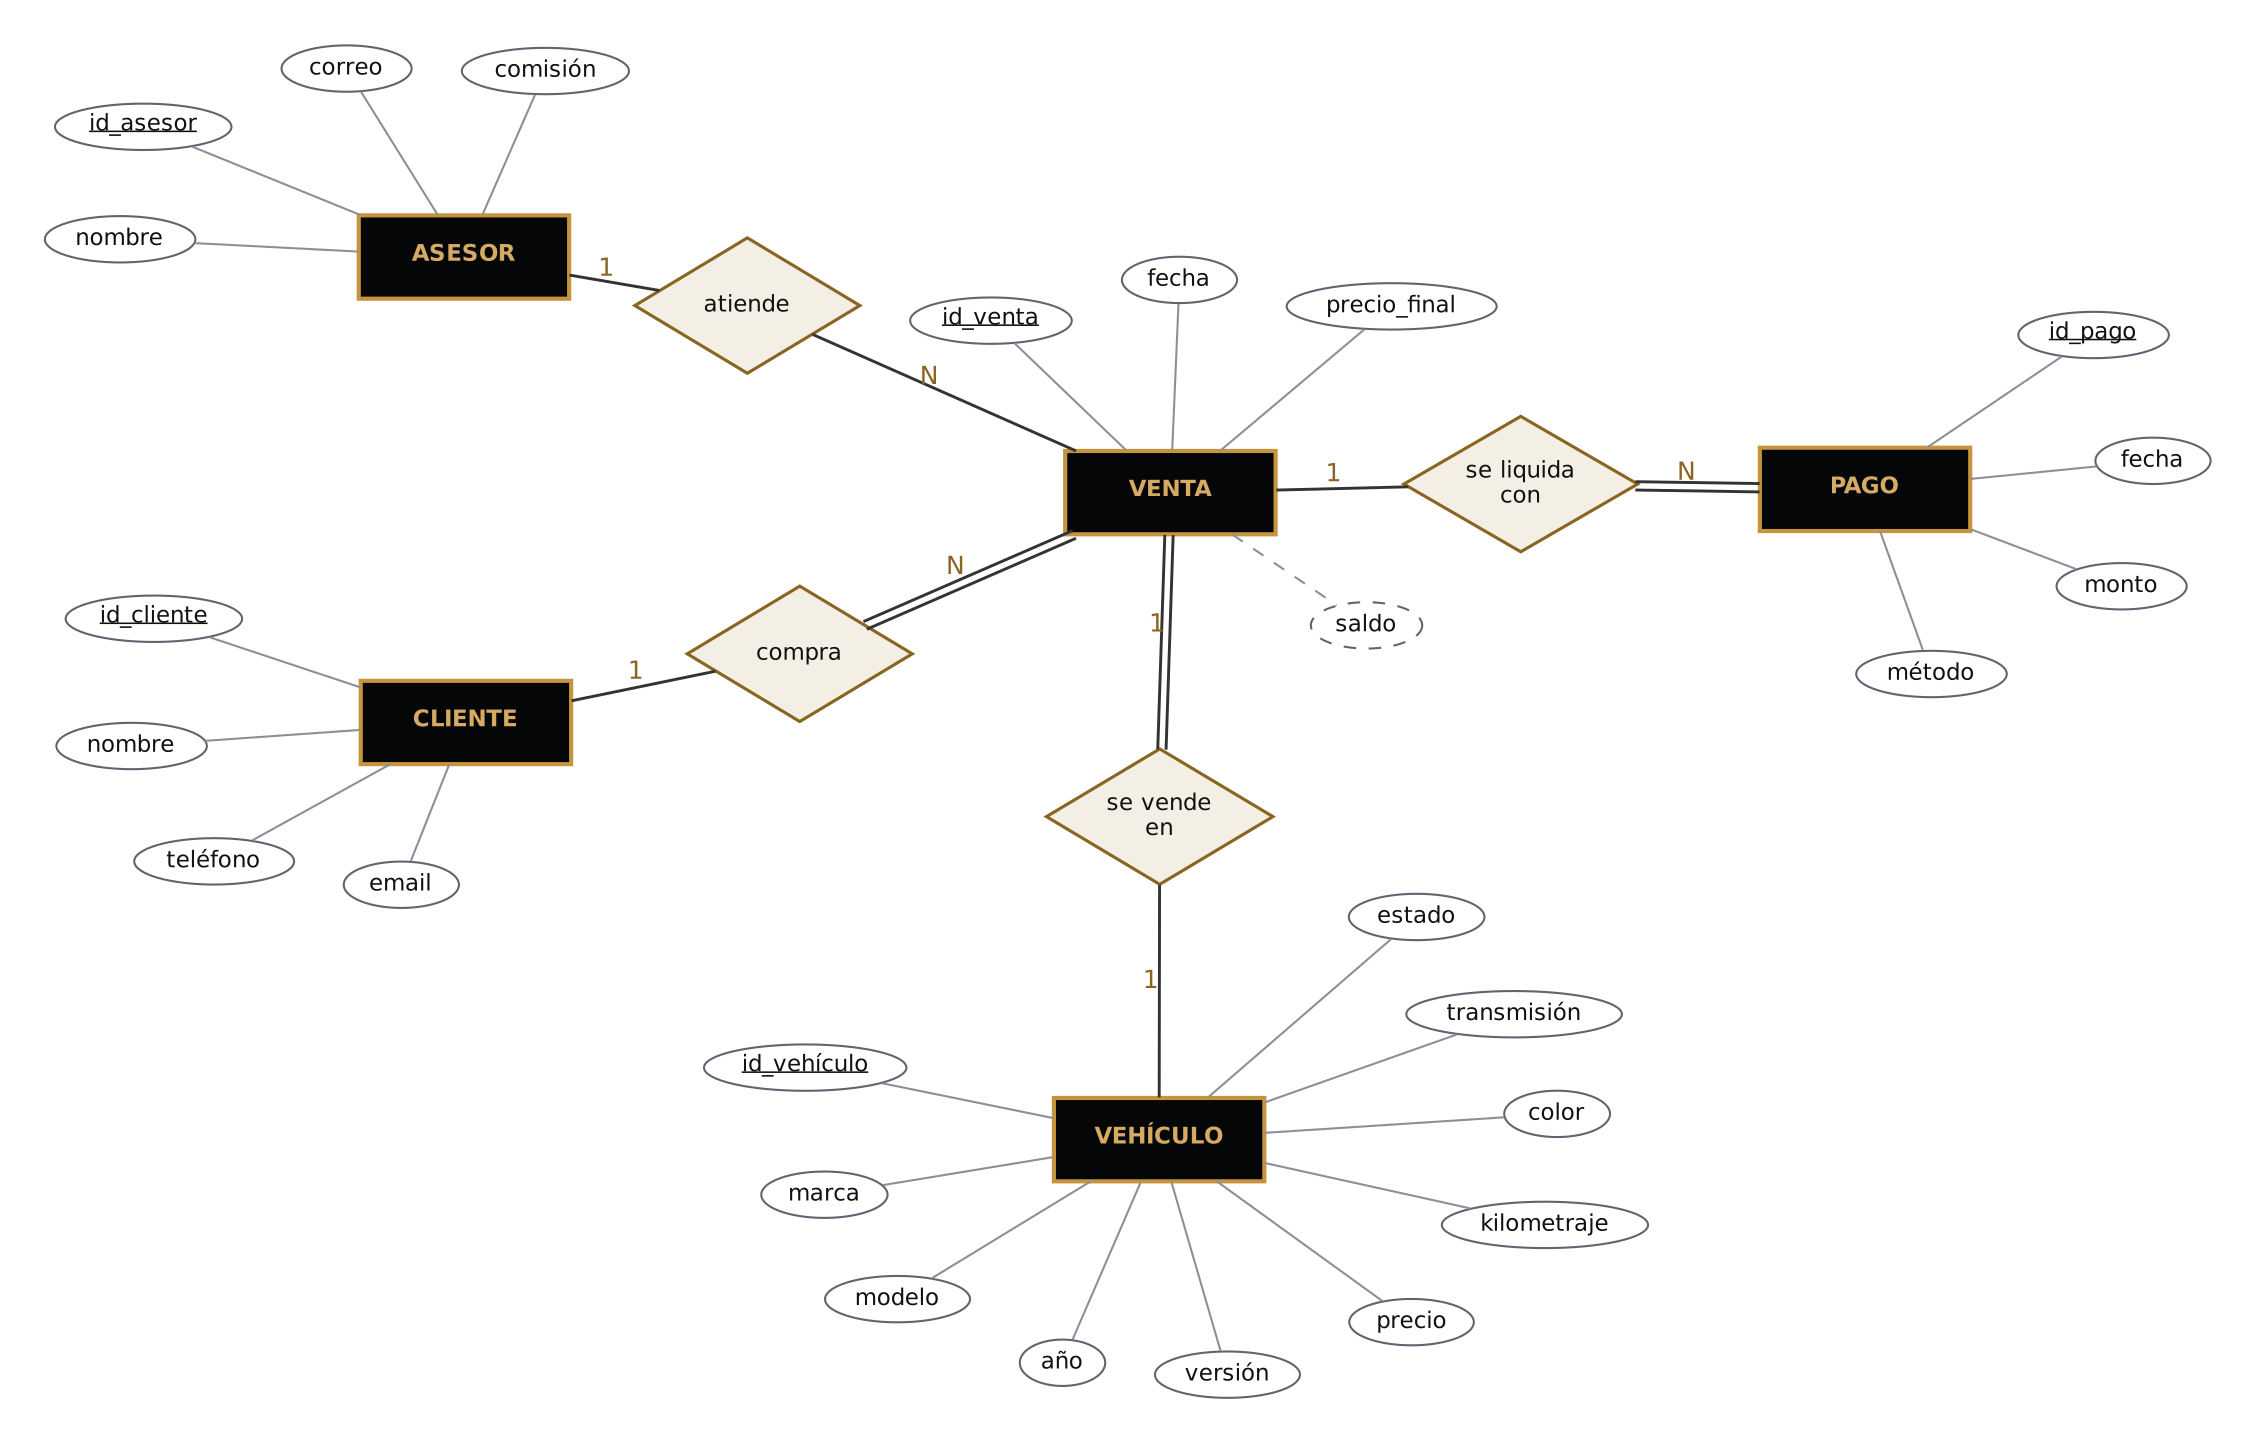 correo
comisión
id_asesor
nombre
ASESOR
1
atiende
N
id_venta
fecha
precio_final
VENTA
1
se liquida
con
N
PAGO
id_pago
fecha
monto
método
saldo
N
compra
1
id_cliente
nombre
CLIENTE
teléfono
email
1
se vende
en
1
estado
transmisión
color
id_vehículo
VEHÍCULO
marca
kilometraje
modelo
precio
año
versión